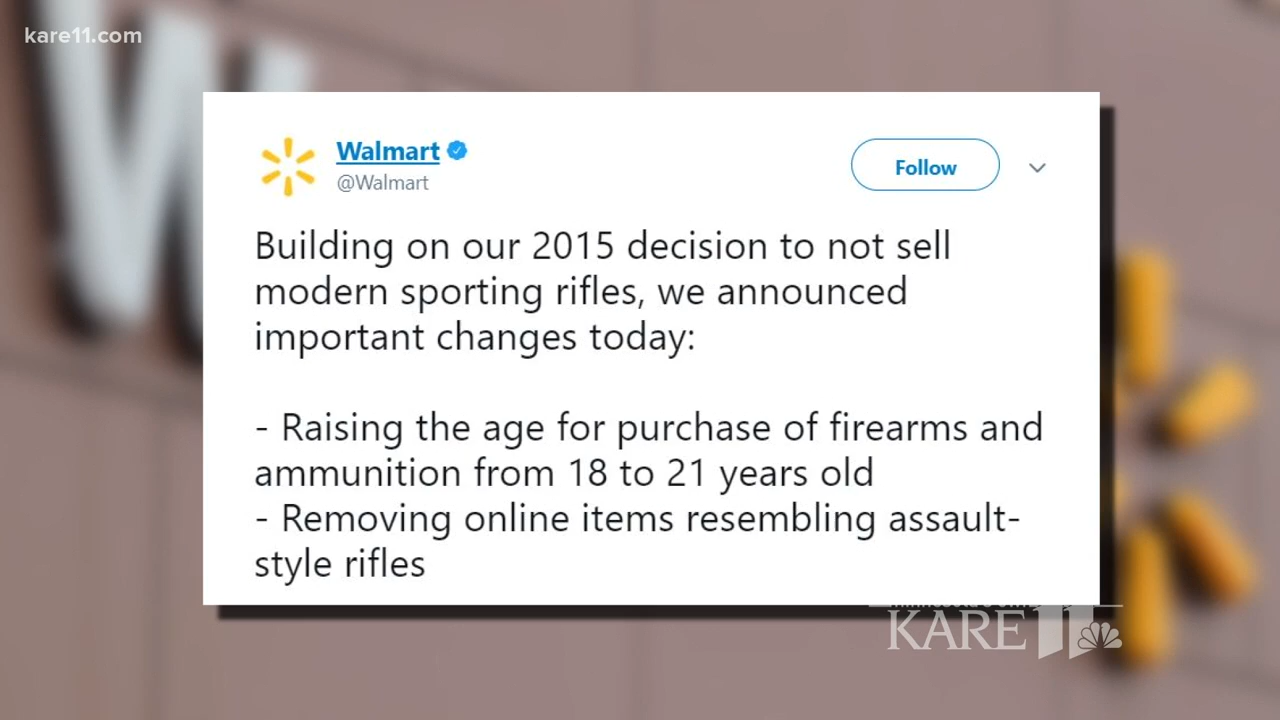 kare11.com
Walmart
@Walmart
Follow
Building on our 2015 decision to not sell
modern sporting rifles, we announced
important changes today:
- Raising the age for purchase of firearms and
ammunition from 18 to 21 years old
- Removing online items resembling assault-
style rifles
KARE 11